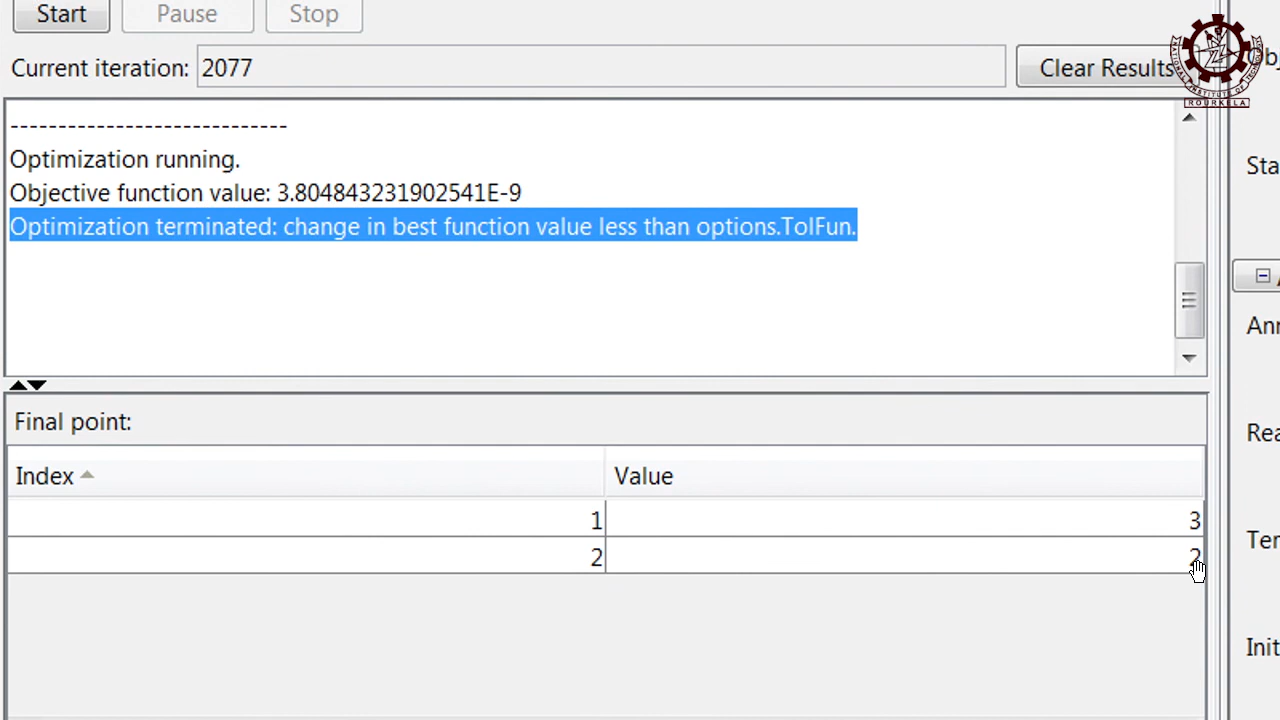 Start Pause Stop
Current iteration: 2077 Clear Results
-----------------------------
Optimization running.
Objective function value: 3.804843231902541E-9
Optimization terminated: change in best function value less than options.TolFun.
Final point:
Index Value
1 3
2 2
Sta
Rea
Ter
Init
ROURKELA